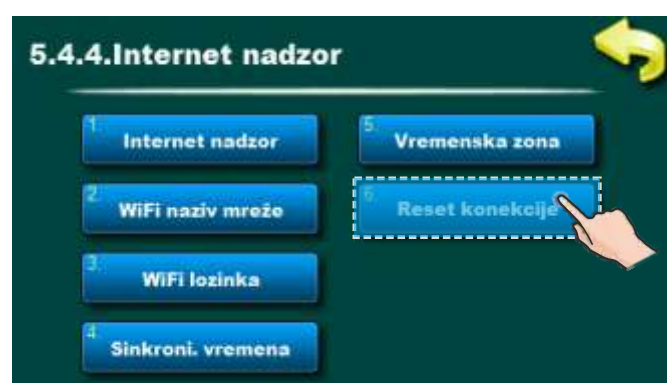 5.4.4.Internet nadzor
1. Internet nadzor
2. WiFi naziv mreže
3. WiFi lozinka
4. Sinkroni. vremena
5. Vremenska zona
6. Reset konekcije